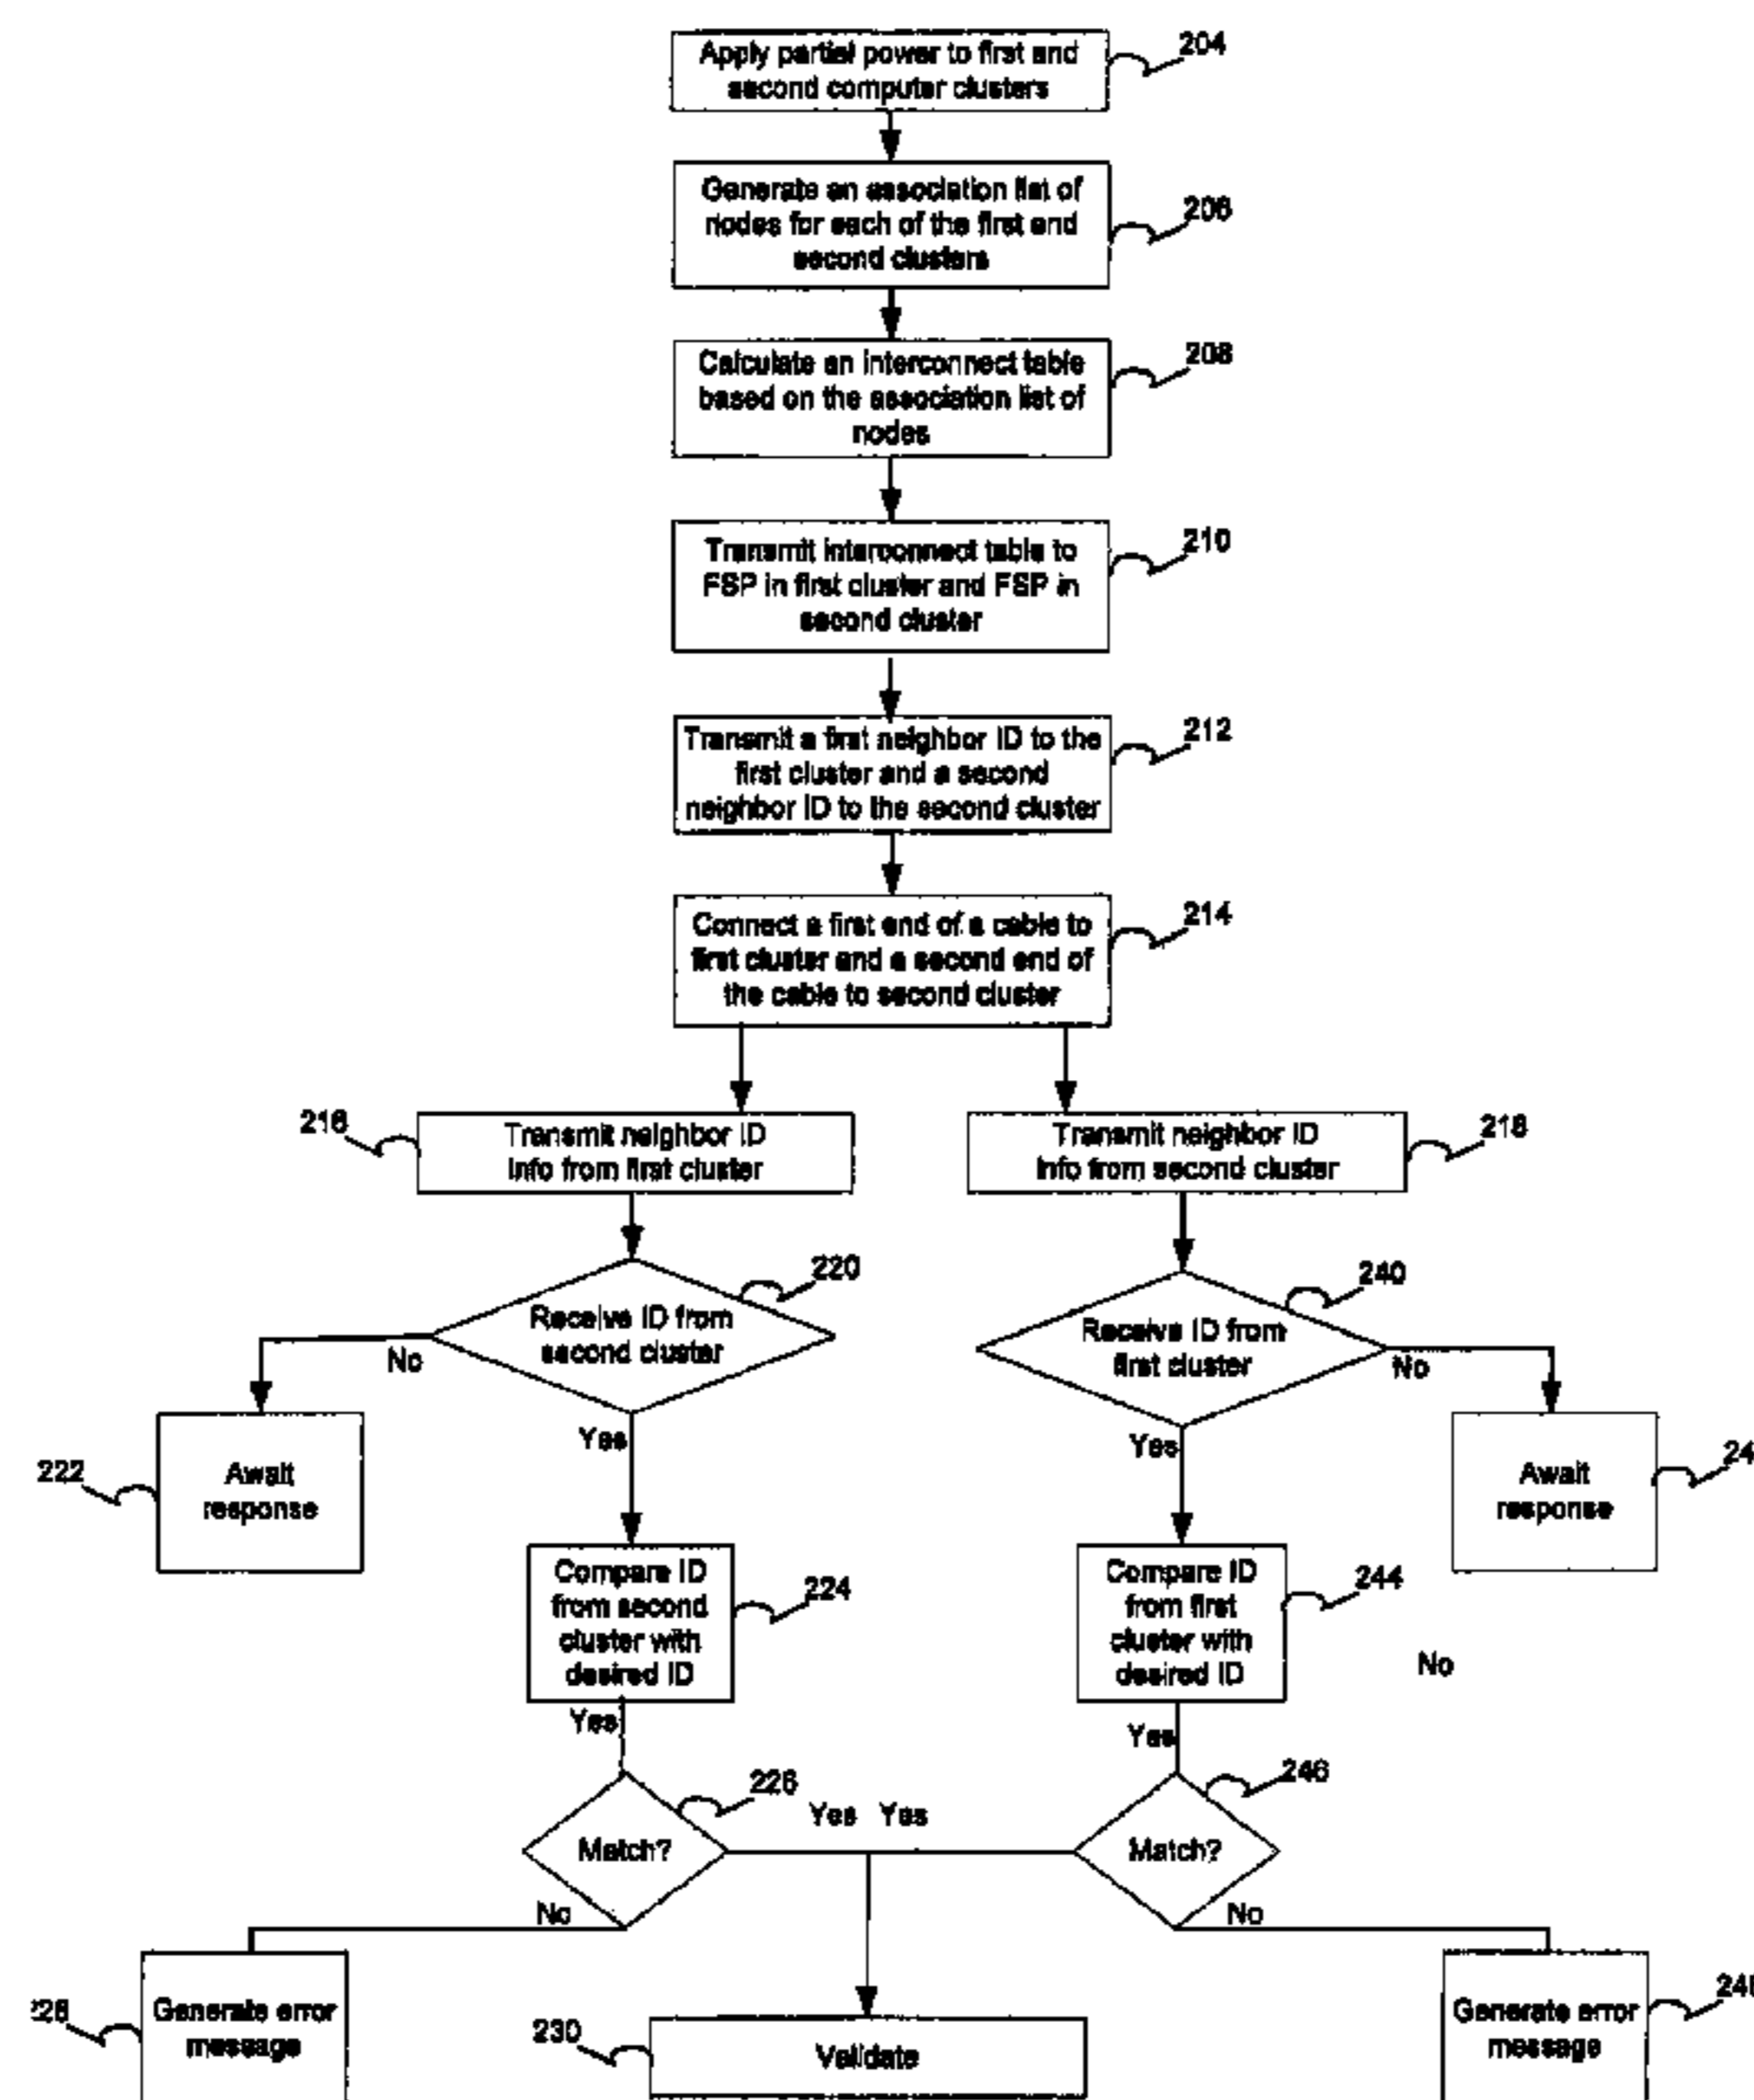 Apply partial power to first and
second computer clusters
204
Generate an association list of
nodes for each of the first and
second clusters
206
Calculate an interconnect table
based on the association list of
nodes
208
Transmit interconnect table to
FSP in first cluster and FSP in
second cluster
210
Transmit a first neighbor ID to the
first cluster and a second
neighbor ID to the second cluster
212
Connect a first end of a cable to
first cluster and a second end of
the cable to second cluster
214
216
Transmit neighbor ID
Info from first cluster
Transmit neighbor ID
Info from second cluster
218
Receive ID from
second cluster
220
No
Yes
Receive ID from
first cluster
240
No
Yes
222
Await
response
Await
response
Compare ID
from second
cluster with
desired ID
224
Yes
Compare ID
from first
cluster with
desired ID
244
No
Yes
Match?
226
Yes Yes
Match?
246
No
No
Generate error
message
230
Validate
Generate error
message